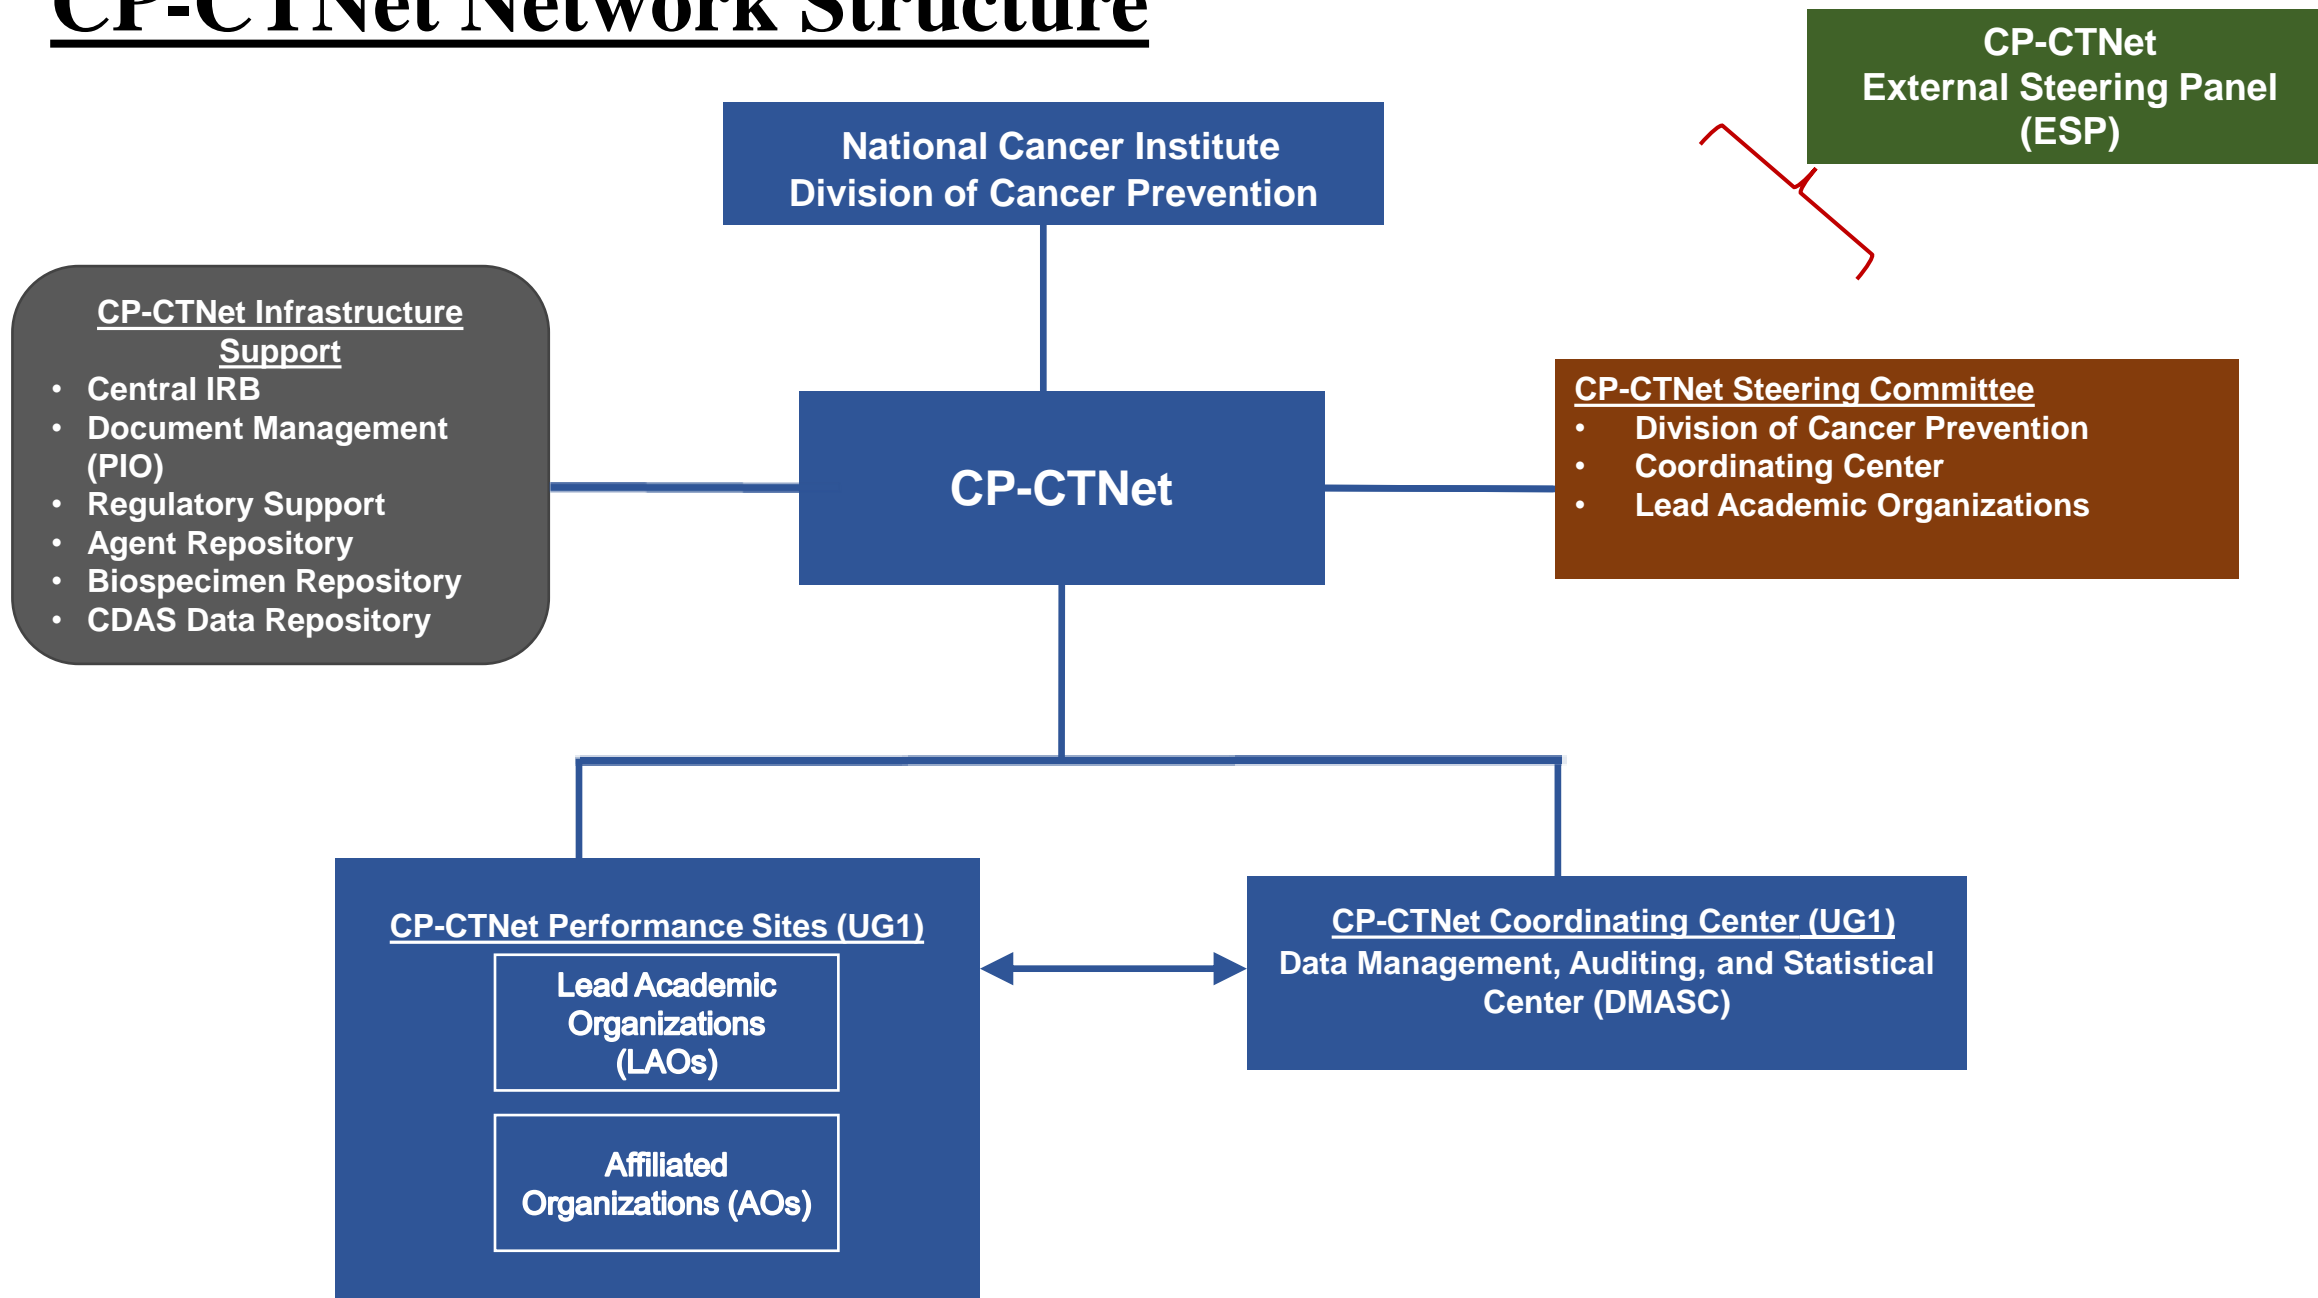 CP-CTNet Network Structure
CP-CTNet
External Steering Panel
(ESP)
National Cancer Institute
Division of Cancer Prevention
CP-CTNet Infrastructure
Support
• Central IRB
• Document Management
(PIO)
• Regulatory Support
• Agent Repository
• Biospecimen Repository
• CDAS Data Repository
CP-CTNet
CP-CTNet Steering Committee
• Division of Cancer Prevention
• Coordinating Center
• Lead Academic Organizations
CP-CTNet Performance Sites (UG1)
Lead Academic
Organizations
(LAOs)
Affiliated
Organizations (AOs)
CP-CTNet Coordinating Center (UG1)
Data Management, Auditing, and Statistical
Center (DMASC)